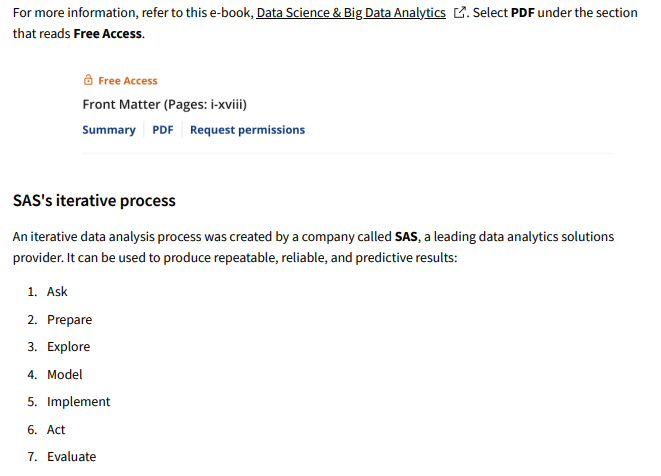 For more information, refer to this e-book, Data Science & Big Data Analytics . Select PDF under the section
that reads Free Access.
Free Access
Front Matter (Pages: i-xviii)
Summary PDF Request permissions
SAS's iterative process
An iterative data analysis process was created by a company called SAS, a leading data analytics solutions
provider. It can be used to produce repeatable, reliable, and predictive results:
1. Ask
2. Prepare
3. Explore
4. Model
5. Implement
6. Act
7. Evaluate